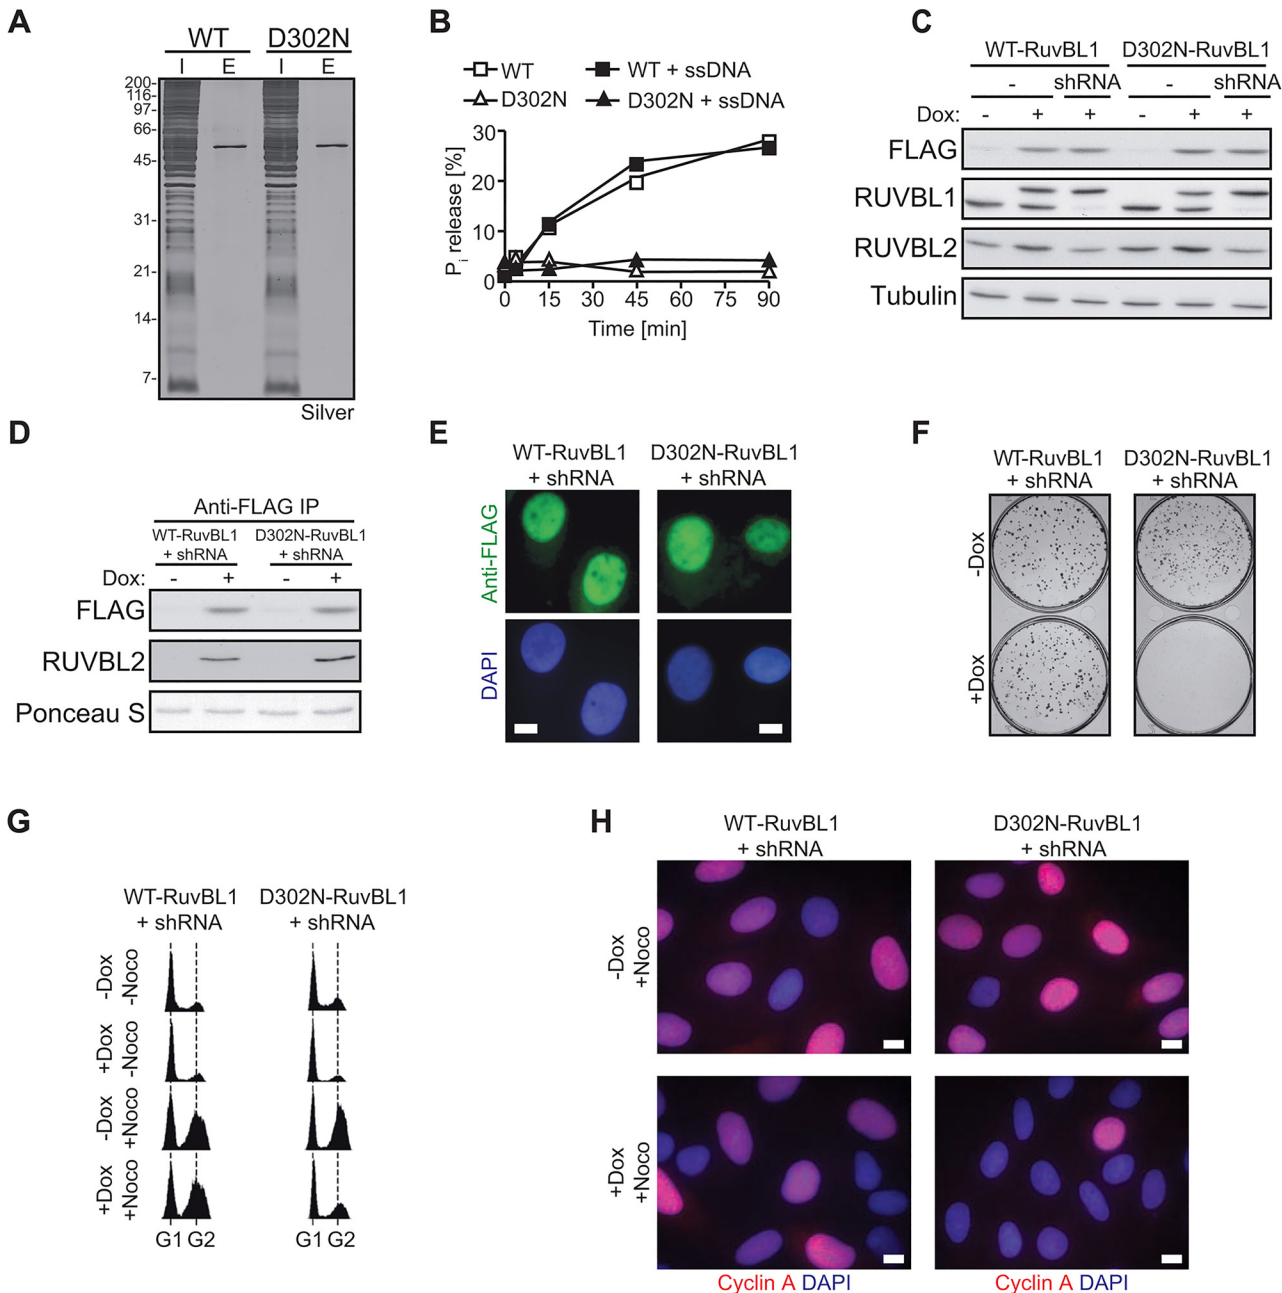 A
WT D302N
I E I E
200-
116-
97-
66-
45-
31-
21-
14-
7-
Silver
B
WT WT + ssDNA
D302N D302N + ssDNA
Pi release [%]
30
20
10
0
0 15 30 45 60 75 90
Time [min]
C
WT-RuvBL1 D302N-RuvBL1
- shRNA - shRNA
Dox: - + + - + +
FLAG
RUVBL1
RUVBL2
Tubulin
D
Anti-FLAG IP
WT-RuvBL1 D302N-RuvBL1
+ shRNA + shRNA
Dox: - + - +
FLAG
RUVBL2
Ponceau S
E
WT-RuvBL1 D302N-RuvBL1
+ shRNA + shRNA
Anti-FLAG
DAPI
F
WT-RuvBL1 D302N-RuvBL1
+ shRNA + shRNA
-Dox
+Dox
G
WT-RuvBL1 D302N-RuvBL1
+ shRNA + shRNA
-Dox
-Noco
+Dox
-Noco
-Dox
+Noco
+Dox
+Noco
G1 G2 G1 G2
H
WT-RuvBL1 D302N-RuvBL1
+ shRNA + shRNA
-Dox
+Noco
+Dox
+Noco
Cyclin A DAPI Cyclin A DAPI